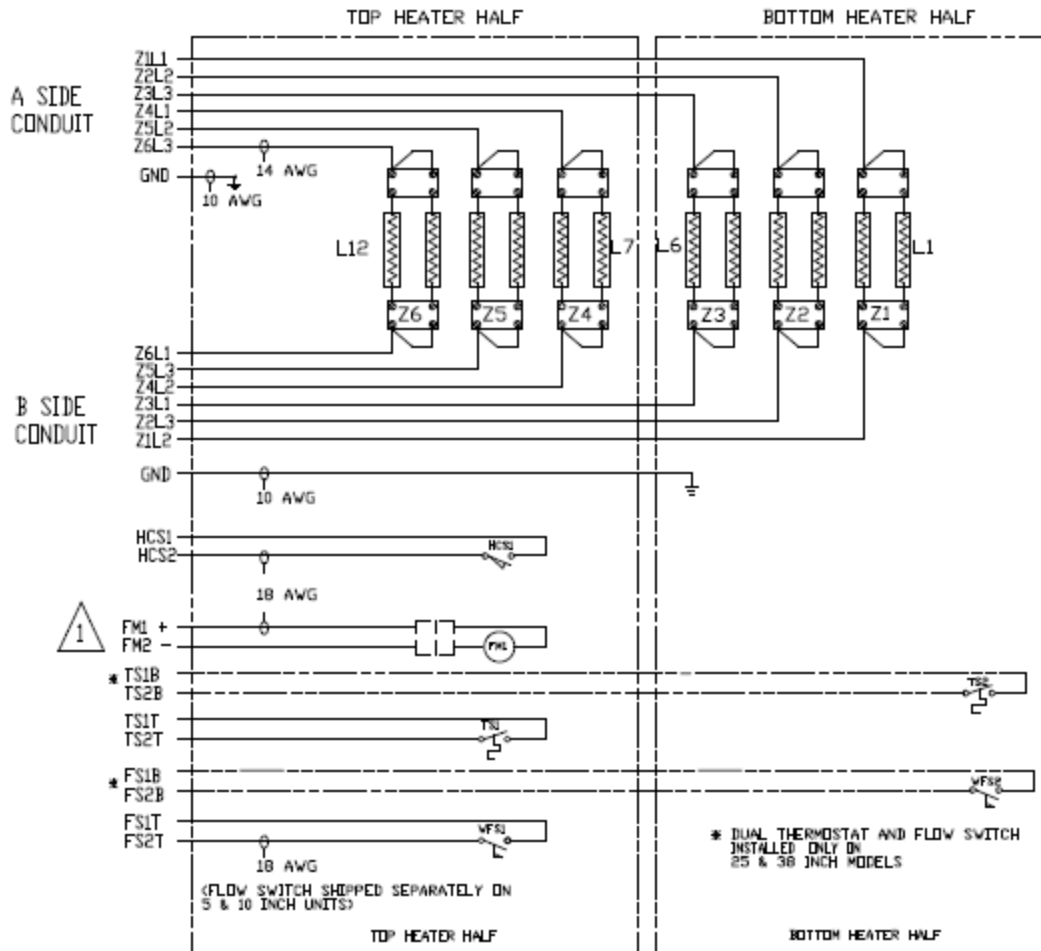 TOP HEATER HALF
BOTTOM HEATER HALF
A SIDE
CONDUIT
Z1L1
Z2L2
Z3L3
Z4L1
Z5L2
Z6L3
GND
14 AWG
10 AWG
L12
L7
L6
L1
Z6
Z5
Z4
Z3
Z2
Z1
B SIDE
CONDUIT
Z6L1
Z5L3
Z4L2
Z3L1
Z2L3
Z1L2
GND
10 AWG
HCS1
HCS2
HCS1
18 AWG
1
FM1 +
FM2 -
FM1
* TS1B
TS2B
TS2
TS1T
TS2T
TS1
* FS1B
FS2B
WFS2
FS1T
FS2T
WFS1
18 AWG
* DUAL THERMOSTAT AND FLOW SWITCH
INSTALLED ONLY ON
25 & 38 INCH MODELS
(FLOW SWITCH SHIPPED SEPARATELY ON
5 & 10 INCH UNITS)
TOP HEATER HALF
BOTTOM HEATER HALF